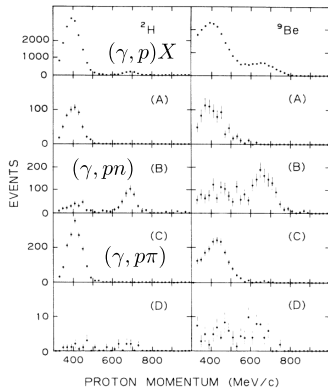 ²H ⁹Be
2000
0
(γ, p)X
(A) (A)
100
0
(B) (B)
200
100
0
(γ, pn)
(C) (C)
200
0
(γ, pπ)
(D) (D)
10
0
400 600 800 400 600 800
EVENTS
PROTON MOMENTUM (MeV/c)